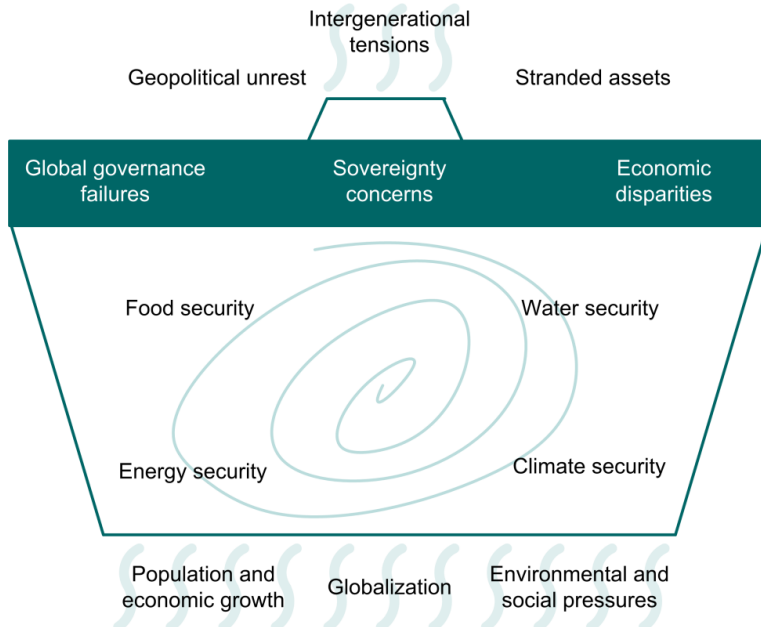 Intergenerational
tensions
Geopolitical unrest
Stranded assets
Global governance
failures
Sovereignty
concerns
Economic
disparities
Food security
Water security
Energy security
Climate security
Population and
economic growth
Globalization
Environmental and
social pressures